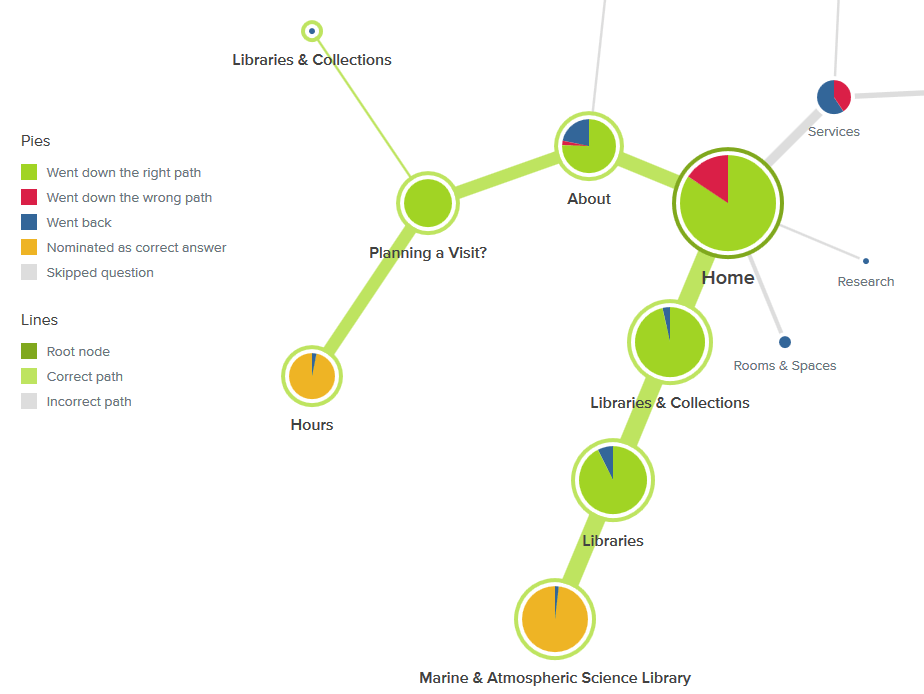 Libraries & Collections
Services
Pies
Went down the right path
Went down the wrong path
Went back
Nominated as correct answer
Skipped question
About
Planning a Visit?
Home
Research
Lines
Root node
Correct path
Incorrect path
Rooms & Spaces
Libraries & Collections
Hours
Libraries
Marine & Atmospheric Science Library